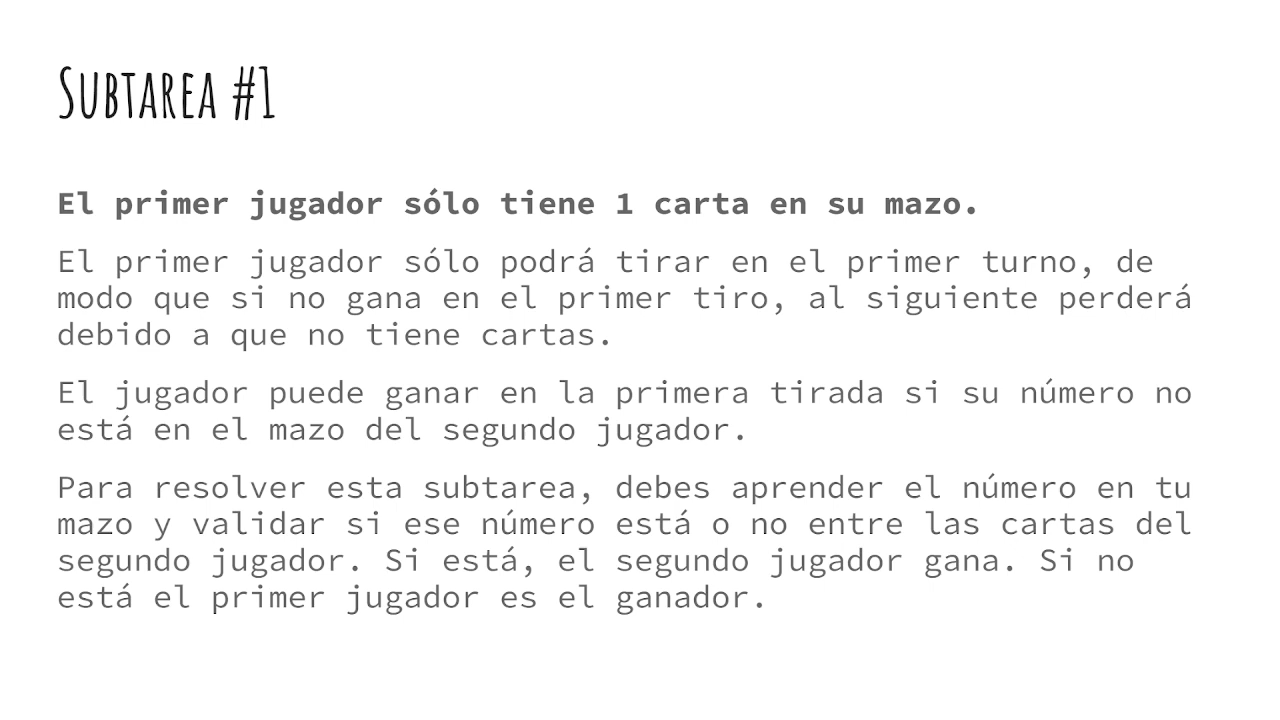 SUBTAREA #1
El primer jugador sólo tiene 1 carta en su mazo.
El primer jugador sólo podrá tirar en el primer turno, de
modo que si no gana en el primer tiro, al siguiente perderá
debido a que no tiene cartas.
El jugador puede ganar en la primera tirada si su número no
está en el mazo del segundo jugador.
Para resolver esta subtarea, debes aprender el número en tu
mazo y validar si ese número está o no entre las cartas del
segundo jugador. Si está, el segundo jugador gana. Si no
está el primer jugador es el ganador.